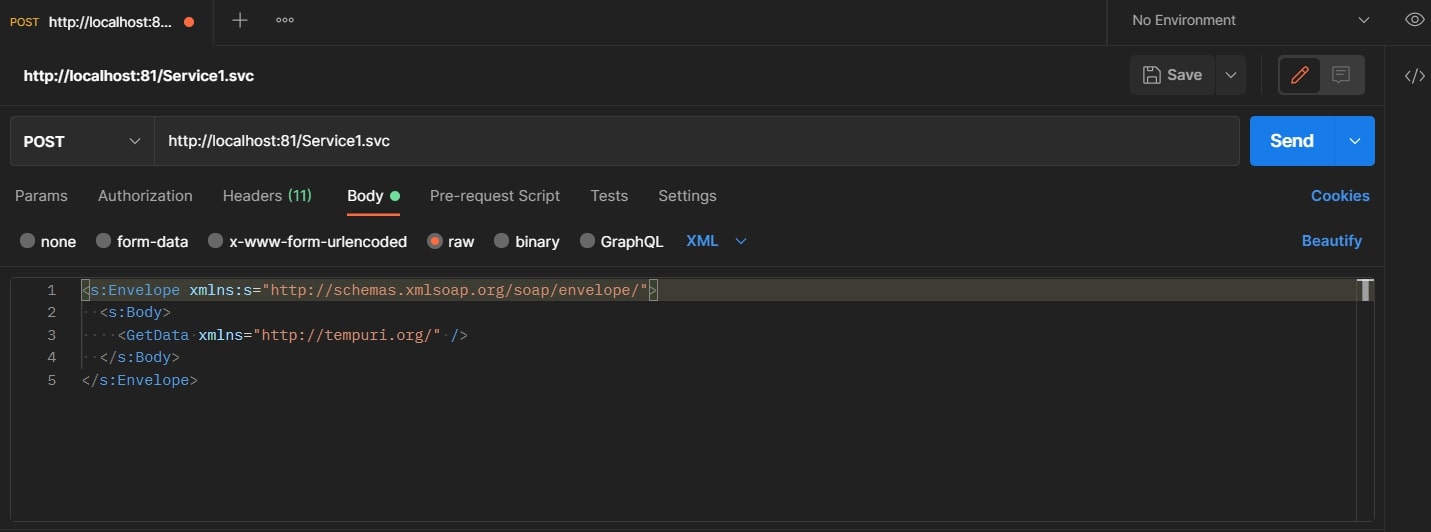 POST http://localhost:8... No Environment
http://localhost:81/Service1.svc Save
POST http://localhost:81/Service1.svc Send
Params Authorization Headers (11) Body Pre-request Script Tests Settings Cookies
none form-data x-www-form-urlencoded raw binary GraphQL XML Beautify
1 <s:Envelope xmlns:s="http://schemas.xmlsoap.org/soap/envelope/">
2 <s:Body>
3 <GetData xmlns="http://tempuri.org/" />
4 </s:Body>
5 </s:Envelope>